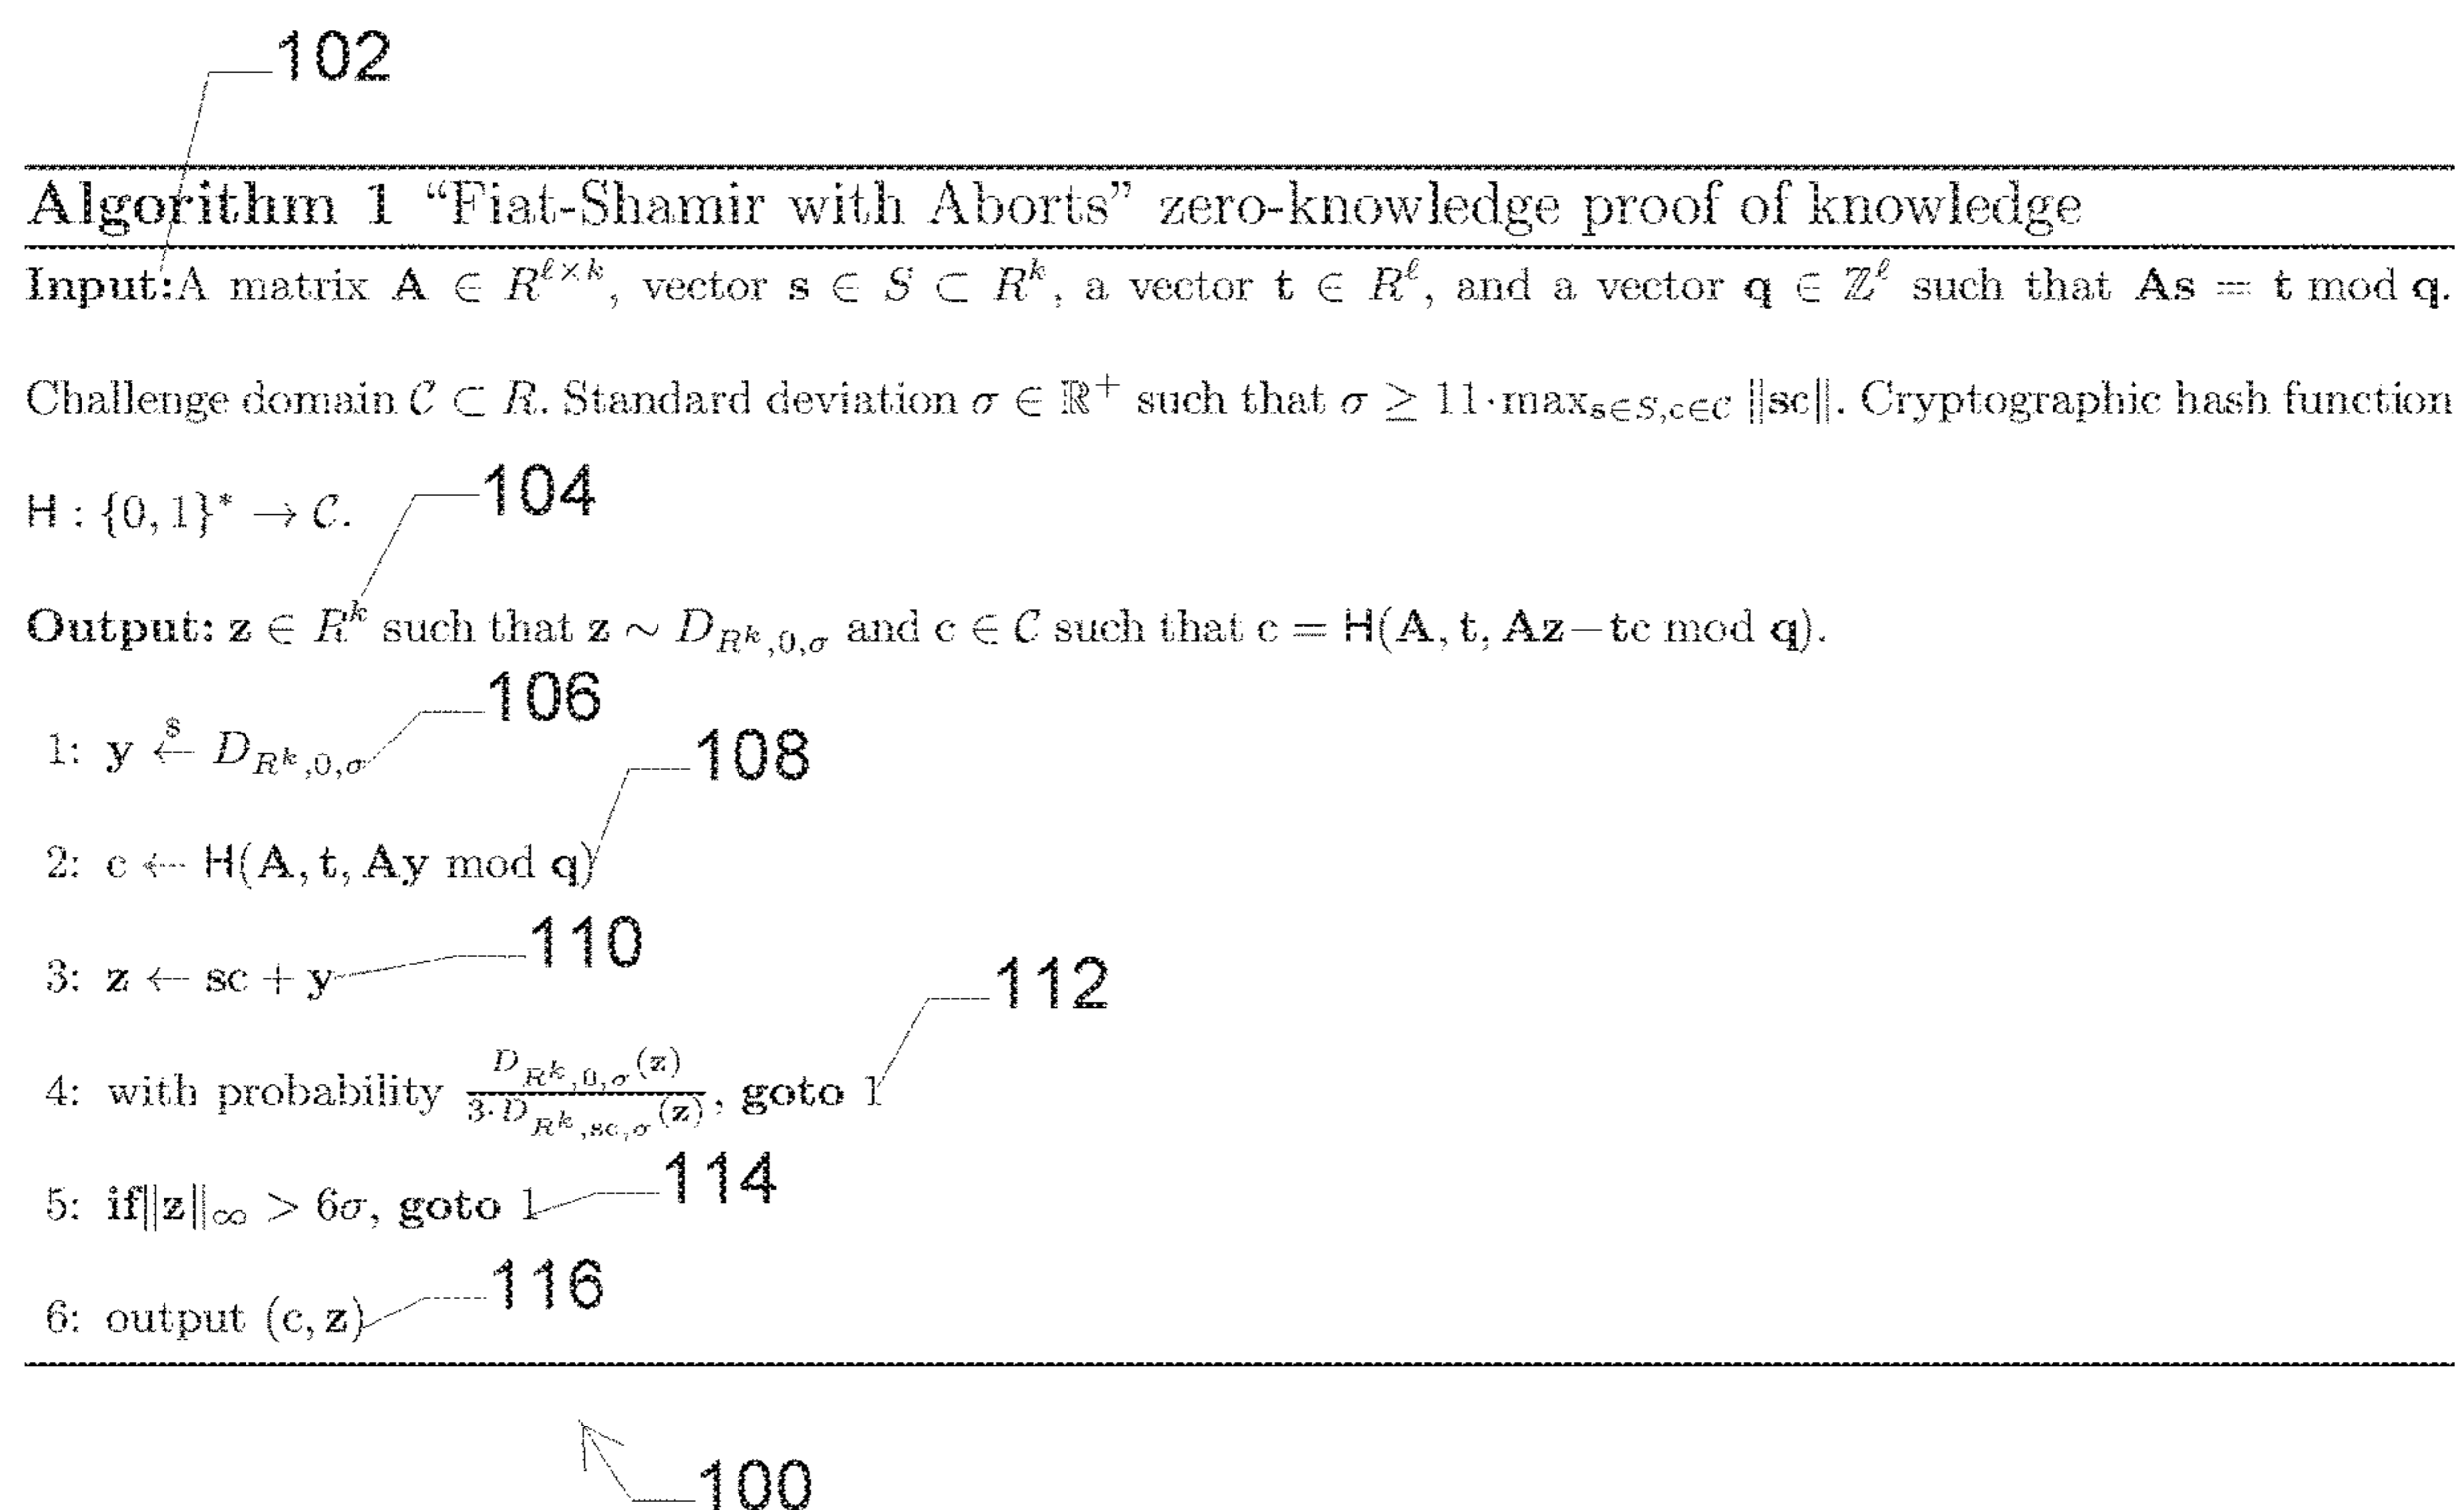 102
Algorithm 1 “Fiat-Shamir with Aborts” zero-knowledge proof of knowledge
Input:A matrix A ∈ R^{ℓ×k}, vector s ∈ S ⊂ R^k, a vector t ∈ R^ℓ, and a vector q ∈ ℤ^ℓ such that As = t mod q.
Challenge domain 𝒞 ⊂ R. Standard deviation σ ∈ ℝ^+ such that σ ≥ 11·max_{s∈S,c∈𝒞} ‖sc‖. Cryptographic hash function
104
H : {0, 1}^* → 𝒞.
Output: z ∈ R^k such that z ∼ D_{R^k,0,σ} and c ∈ 𝒞 such that c = H(A, t, Az−tc mod q).
106
1: y ←^{$} D_{R^k,0,σ}
108
2: c ← H(A, t, Ay mod q)
110
3: z ← sc + y
112
4: with probability \frac{D_{R^k,0,σ}(z)}{3·D_{R^k,sc,σ}(z)}, goto 1
114
5: if‖z‖_∞ > 6σ, goto 1
116
6: output (c, z)
100